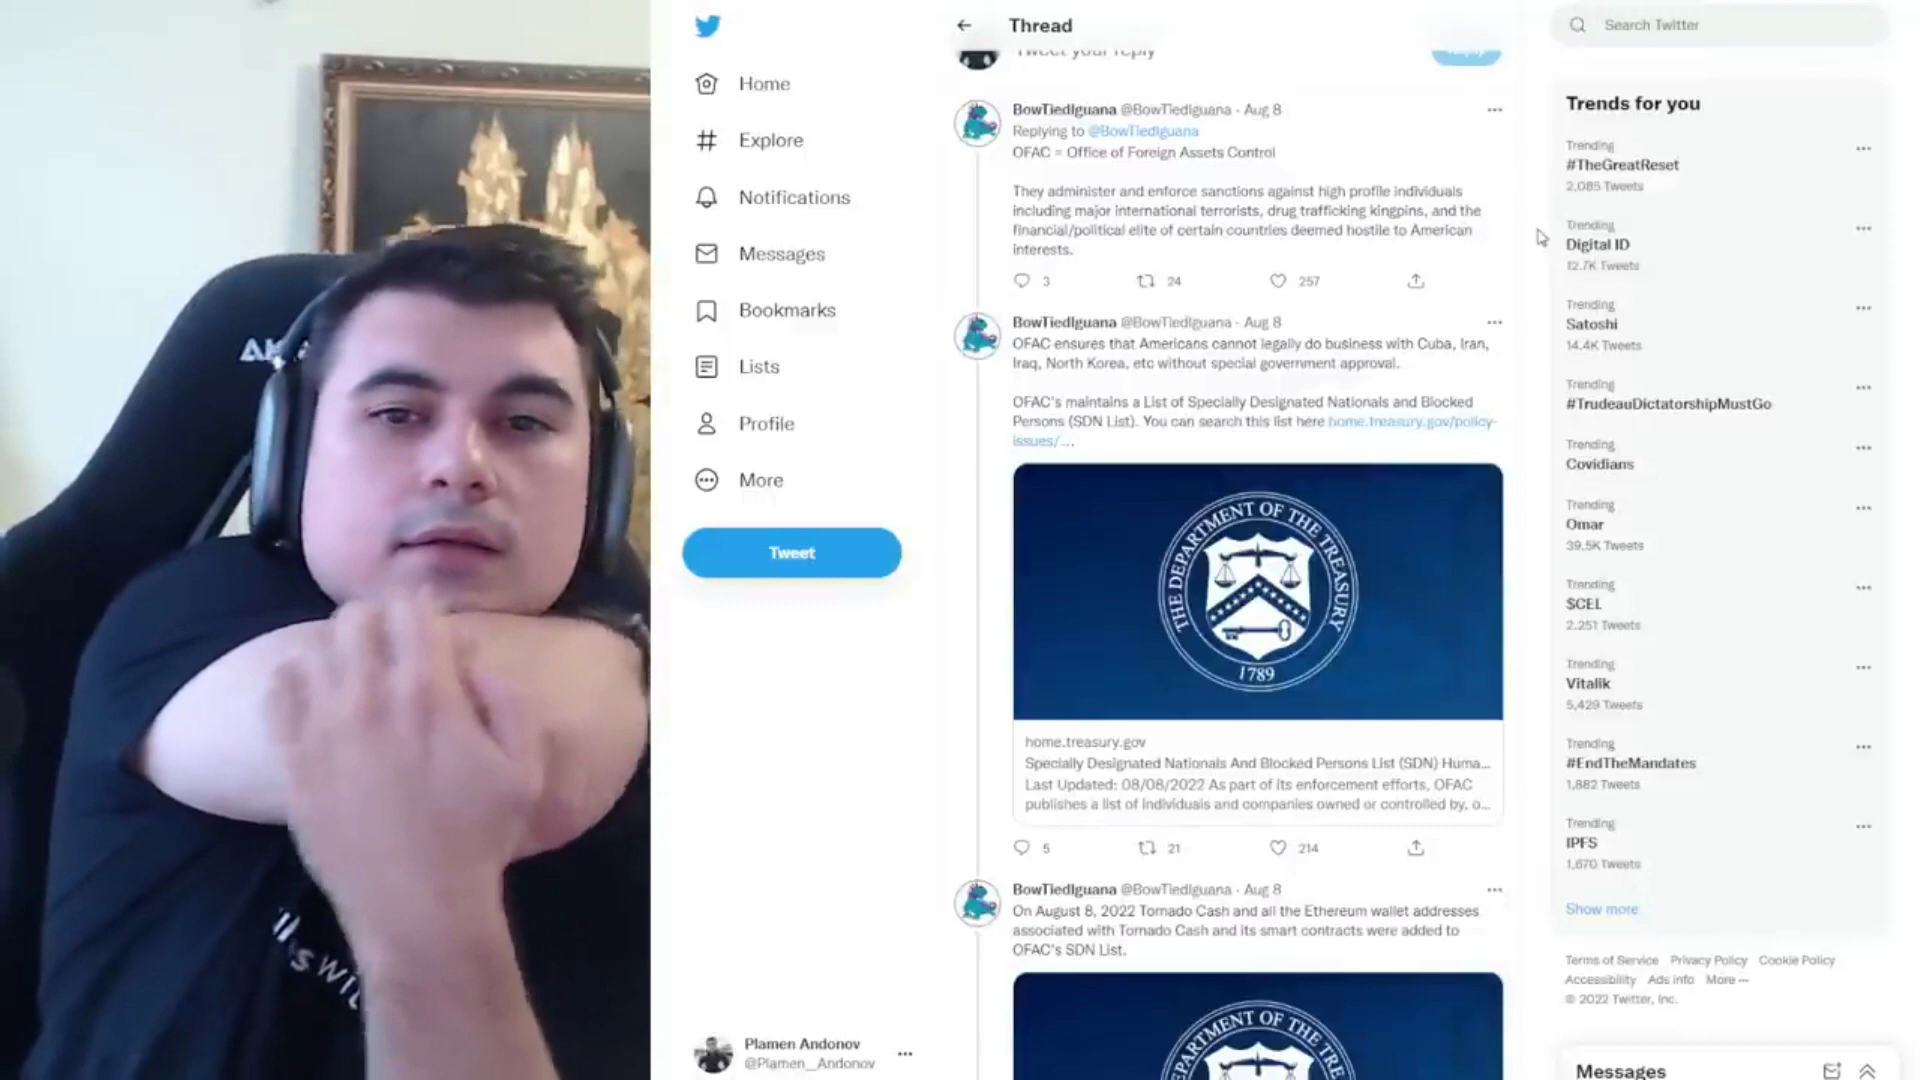 Home
Explore
Notifications
Messages
Bookmarks
Lists
Profile
More
Tweet
Plamen Andonov
@Plamen_Andonov
Thread
Tweet your reply
Reply
BowTiedIguana @BowTiedIguana · Aug 8
Replying to @BowTiedIguana
OFAC = Office of Foreign Assets Control
They administer and enforce sanctions against high profile individuals
including major international terrorists, drug trafficking kingpins, and the
financial/political elite of certain countries deemed hostile to American
interests.
3 24 257
BowTiedIguana @BowTiedIguana · Aug 8
OFAC ensures that Americans cannot legally do business with Cuba, Iran,
Iraq, North Korea, etc without special government approval.
OFAC's maintains a List of Specially Designated Nationals and Blocked
Persons (SDN List). You can search this list here home.treasury.gov/policy-
issues/...
THE DEPARTMENT OF THE TREASURY
1789
home.treasury.gov
Specially Designated Nationals And Blocked Persons List (SDN) Huma...
Last Updated: 08/08/2022 As part of its enforcement efforts, OFAC
publishes a list of individuals and companies owned or controlled by, o...
5 21 214
BowTiedIguana @BowTiedIguana · Aug 8
On August 8, 2022 Tornado Cash and all the Ethereum wallet addresses
associated with Tornado Cash and its smart contracts were added to
OFAC's SDN List.
DEPARTMENT OF THE TRE
Search Twitter
Trends for you
Trending
#TheGreatReset
2,085 Tweets
Trending
Digital ID
12.7K Tweets
Trending
Satoshi
14.4K Tweets
Trending
#TrudeauDictatorshipMustGo
Trending
Covidians
Trending
Omar
39.5K Tweets
Trending
$CEL
2,251 Tweets
Trending
Vitalik
5,429 Tweets
Trending
#EndTheMandates
1,882 Tweets
Trending
IPFS
1,670 Tweets
Show more
Terms of Service Privacy Policy Cookie Policy
Accessibility Ads info More ···
© 2022 Twitter, Inc.
Messages